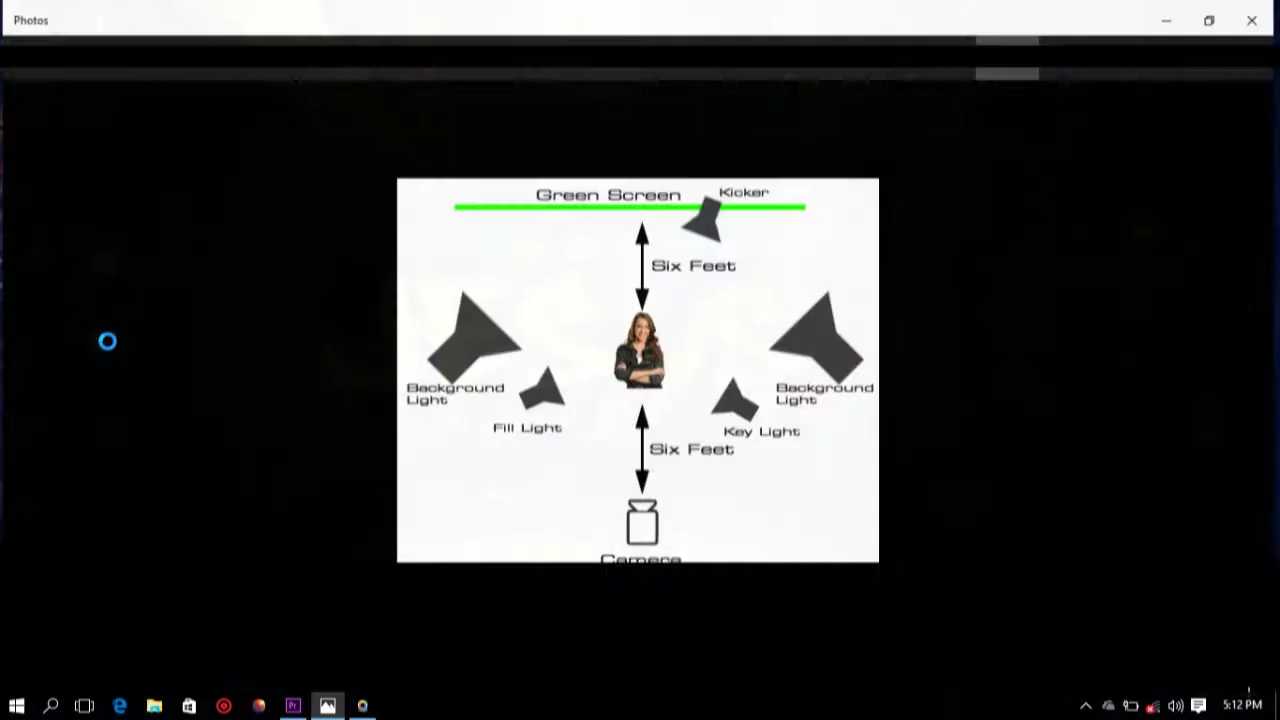 Photos
Green Screen
Kicker
Six Feet
Background
Light
Background
Light
Fill Light
Key Light
Six Feet
Camera
Pr
5:12 PM